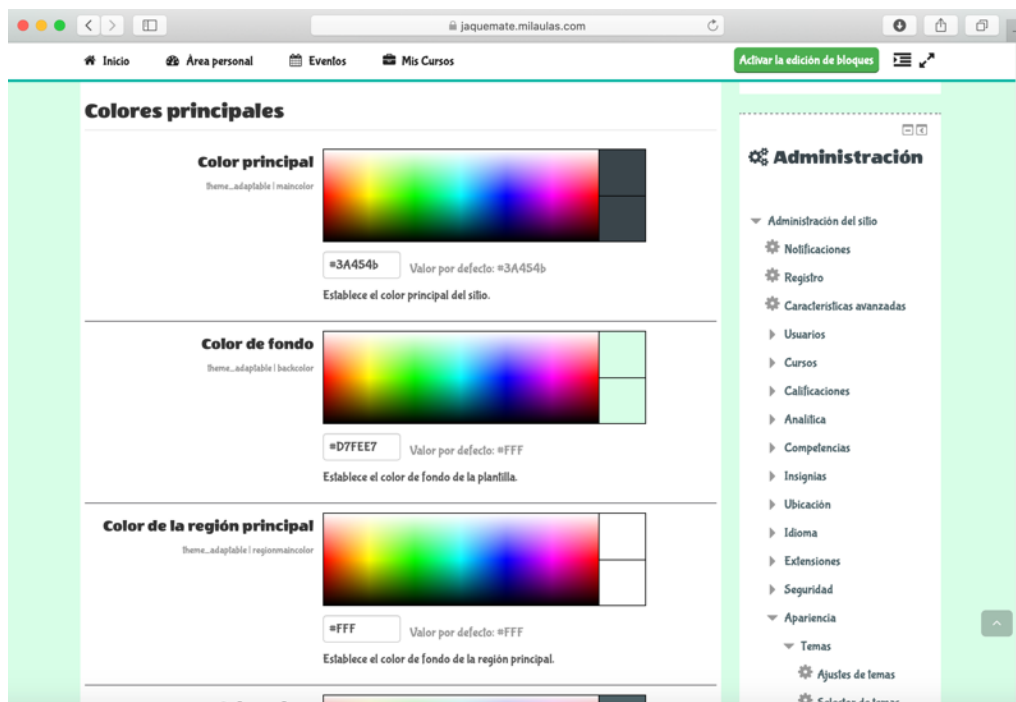 jaquemate.milaulas.com
Inicio
Área personal
Eventos
Mis Cursos
Activar la edición de bloques
Colores principales
Color principal
theme_adaptable | maincolor
#3A454b
Valor por defecto: #3A454b
Establece el color principal del sitio.
Color de fondo
theme_adaptable | backcolor
#D7FEE7
Valor por defecto: #FFF
Establece el color de fondo de la plantilla.
Color de la región principal
theme_adaptable | regionmaincolor
#FFF
Valor por defecto: #FFF
Establece el color de fondo de la región principal.
Administración
Administración del sitio
Notificaciones
Registro
Características avanzadas
Usuarios
Cursos
Calificaciones
Analítica
Competencias
Insignias
Ubicación
Idioma
Extensiones
Seguridad
Apariencia
Temas
Ajustes de temas